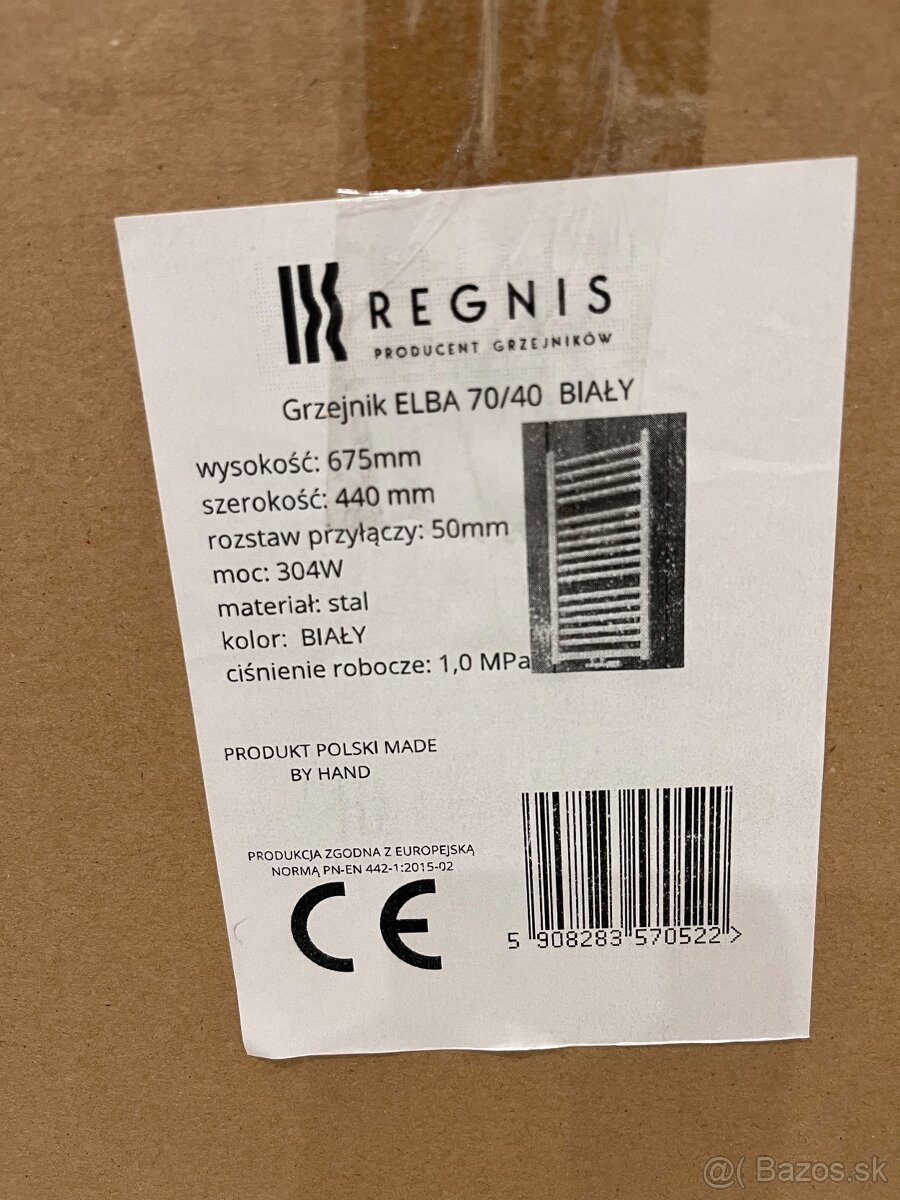 REGNIS
PRODUCENT GRZEJNIKÓW
Grzejnik ELBA 70/40 BIAŁY
wysokość: 675mm
szerokość: 440 mm
rozstaw przyłączy: 50mm
moc: 304W
materiał: stal
kolor: BIAŁY
ciśnienie robocze: 1,0 MPa
PRODUKT POLSKI MADE
BY HAND
PRODUKCJA ZGODNA Z EUROPEJSKĄ
NORMĄ PN-EN 442-1:2015-02
CE
5 908283 570522 >
@( Bazos.sk